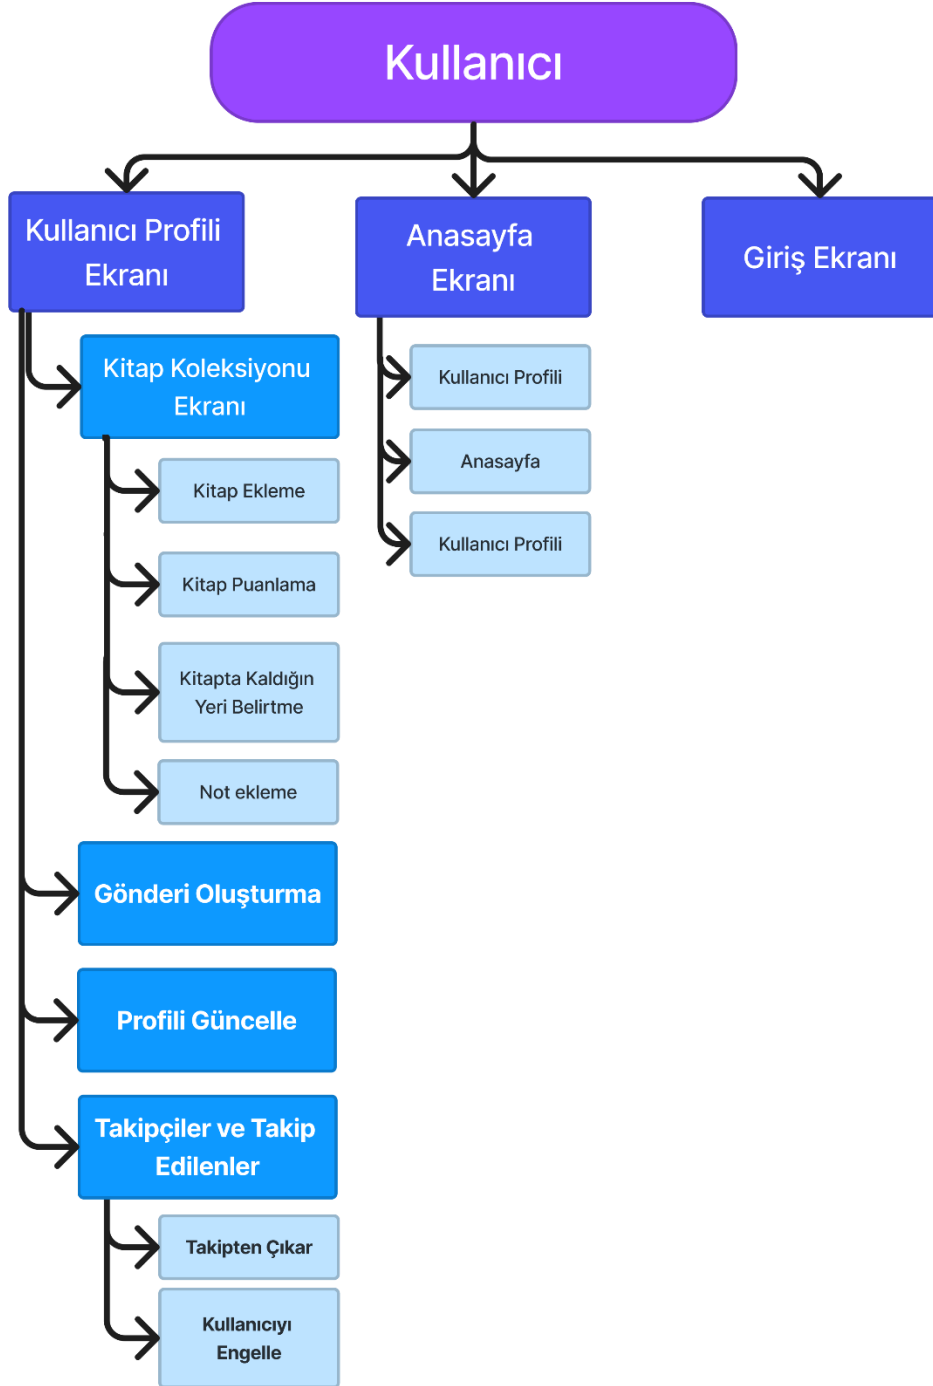 Kullanıcı
Kullanıcı Profili
Ekranı
Anasayfa
Ekranı
Giriş Ekranı
Kitap Koleksiyonu
Ekranı
Kitap Ekleme
Kitap Puanlama
Kitapta Kaldığın
Yeri Belirtme
Not ekleme
Gönderi Oluşturma
Profili Güncelle
Takipçiler ve Takip
Edilenler
Takipten Çıkar
Kullanıcıyı
Engelle
Kullanıcı Profili
Anasayfa
Kullanıcı Profili